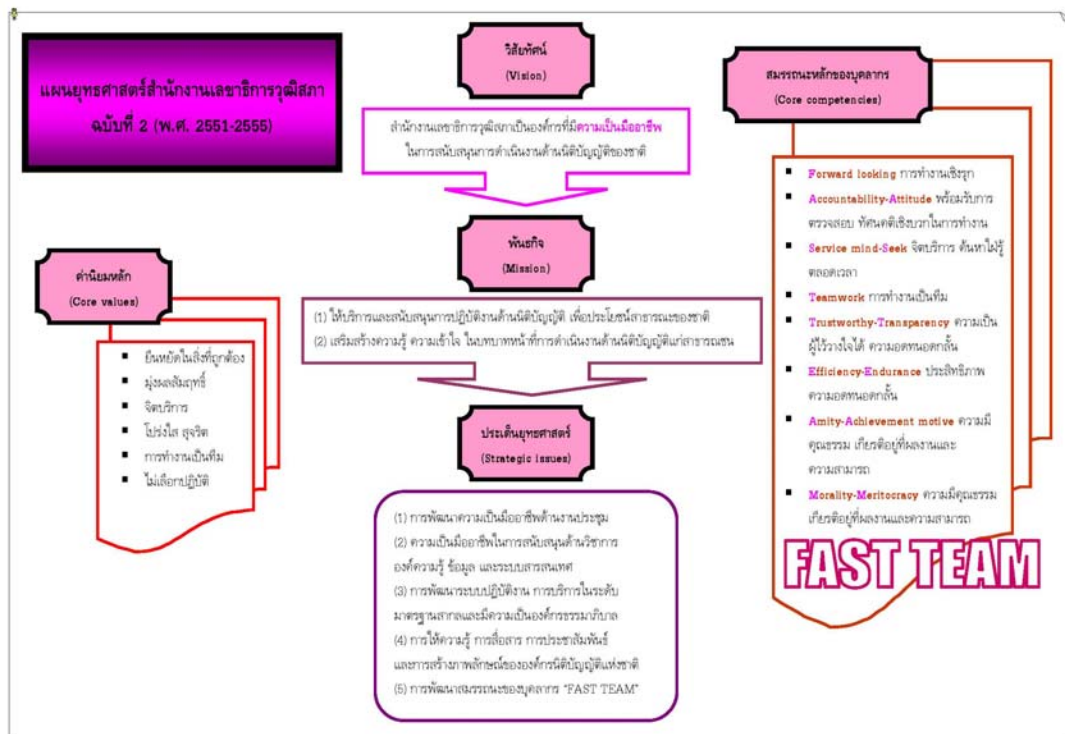 แผนยุทธศาสตร์สำนักงานเลขาธิการวุฒิสภา
ฉบับที่ 2 (พ.ศ. 2551-2555)
วิสัยทัศน์
(Vision)
สำนักงานเลขาธิการวุฒิสภาเป็นองค์กรที่มีความเป็นมืออาชีพ
ในการสนับสนุนการดำเนินงานด้านนิติบัญญัติของชาติ
พันธกิจ
(Mission)
(1) ให้บริการและสนับสนุนการปฏิบัติงานด้านนิติบัญญัติ เพื่อประโยชน์สาธารณะของชาติ
(2) เสริมสร้างความรู้ ความเข้าใจ ในบทบาทหน้าที่การดำเนินงานด้านนิติบัญญัติแก่สาธารณชน
ประเด็นยุทธศาสตร์
(Strategic issues)
(1) การพัฒนาความเป็นมืออาชีพด้านงานประชุม
(2) ความเป็นมืออาชีพในการสนับสนุนด้านวิชาการ
องค์ความรู้ ข้อมูล และระบบสารสนเทศ
(3) การพัฒนาระบบปฏิบัติงาน การบริการในระดับ
มาตรฐานสากลและมีความเป็นองค์กรธรรมาภิบาล
(4) การให้ความรู้ การสื่อสาร การประชาสัมพันธ์
และการสร้างภาพลักษณ์ขององค์กรนิติบัญญัติแห่งชาติ
(5) การพัฒนาสมรรถนะของบุคลากร "FAST TEAM"
ค่านิยมหลัก
(Core values)
▪ ยืนหยัดในสิ่งที่ถูกต้อง
▪ มุ่งผลสัมฤทธิ์
▪ จิตบริการ
▪ โปร่งใส สุจริต
▪ การทำงานเป็นทีม
▪ ไม่เลือกปฏิบัติ
สมรรถนะหลักของบุคลากร
(Core competencies)
▪ Forward looking การทำงานเชิงรุก
▪ Accountability-Attitude พร้อมรับการ
ตรวจสอบ ทัศนคติเชิงบวกในการทำงาน
▪ Service mind-Seek จิตบริการ ค้นหาใฝ่รู้
ตลอดเวลา
▪ Teamwork การทำงานเป็นทีม
▪ Trustworthy-Transparency ความเป็น
ผู้ไว้วางใจได้ ความอดทนอดกลั้น
▪ Efficiency-Endurance ประสิทธิภาพ
ความอดทนอดกลั้น
▪ Amity-Achievement motive ความมี
คุณธรรม เกียรติอยู่ที่ผลงานและ
ความสามารถ
▪ Morality-Meritocracy ความมีคุณธรรม
เกียรติอยู่ที่ผลงานและความสามารถ
FAST TEAM